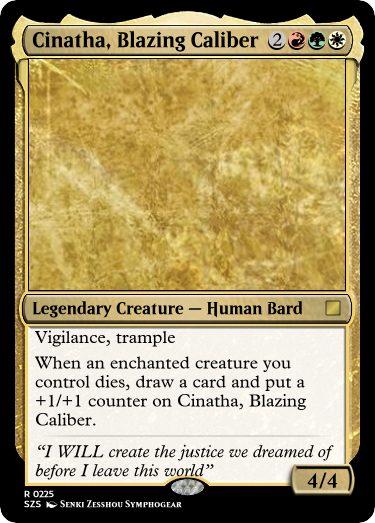 Cinatha, Blazing Caliber 2
Legendary Creature — Human Bard
Vigilance, trample
When an enchanted creature you
control dies, draw a card and put a
+1/+1 counter on Cinatha, Blazing
Caliber.
“I WILL create the justice we dreamed of
before I leave this world”
4/4
R 0225
SZS Senki Zesshou Symphogear